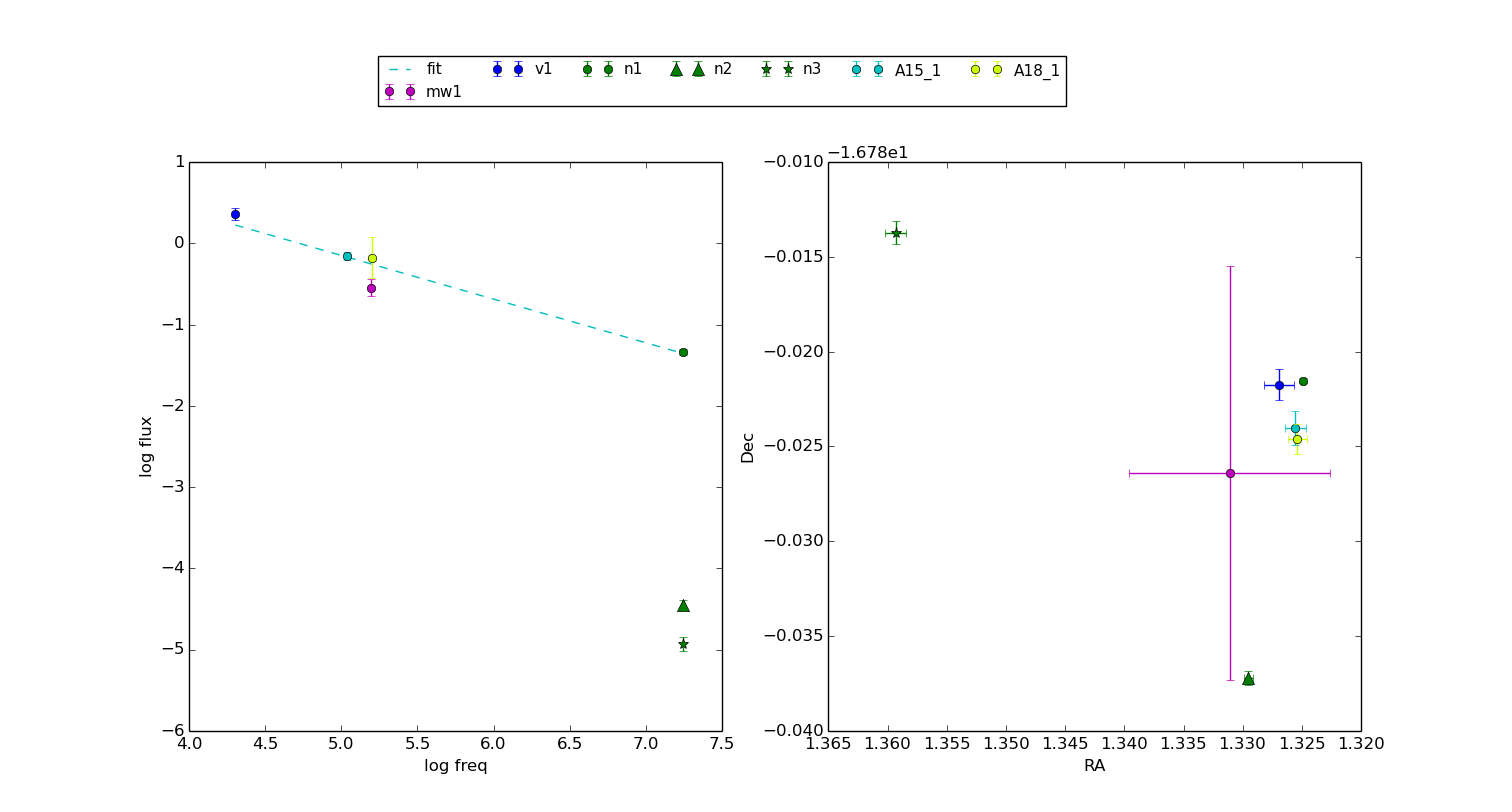 fit v1 n1 n2 n3 A15_1 A18_1
mw1
1
0
−1
−2
−3
−4
−5
−6
4.0 4.5 5.0 5.5 6.0 6.5 7.0 7.5
log freq
log flux
−1.678e1
−0.010
−0.015
−0.020
−0.025
−0.030
−0.035
−0.040
1.365 1.360 1.355 1.350 1.345 1.340 1.335 1.330 1.325 1.320
RA
Dec